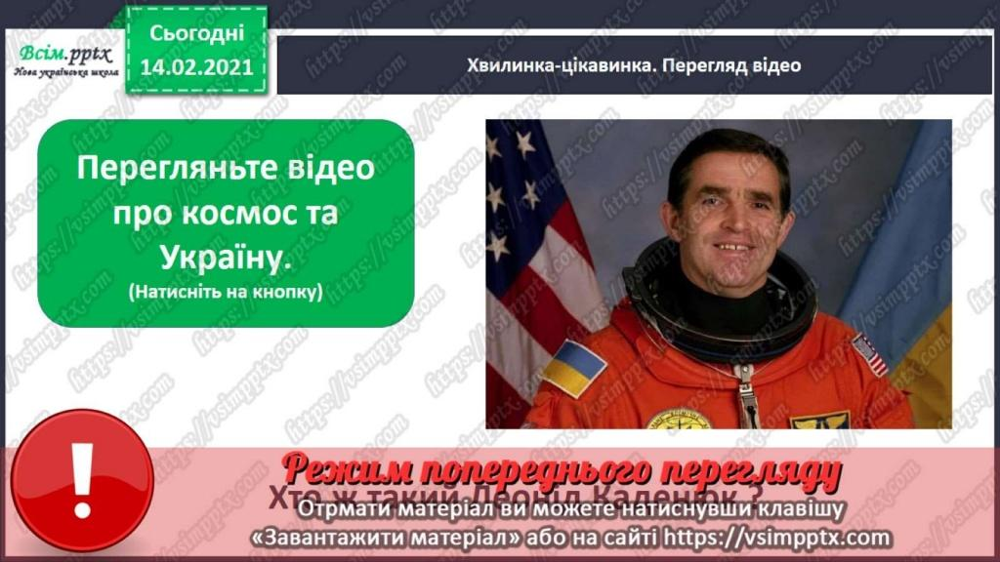 Всім.pptx
Нова українська школа
Сьогодні
14.02.2021
Хвилинка-цікавинка. Перегляд відео
Перегляньте відео
про космос та
Україну.
(Натисніть на кнопку)
Режим попереднього перегляду
Хто ж такий Леонід Каденюк ?
Отрмати матеріал ви можете натиснувши клавішу
«Завантажити матеріал» або на сайті https://vsimpptx.com